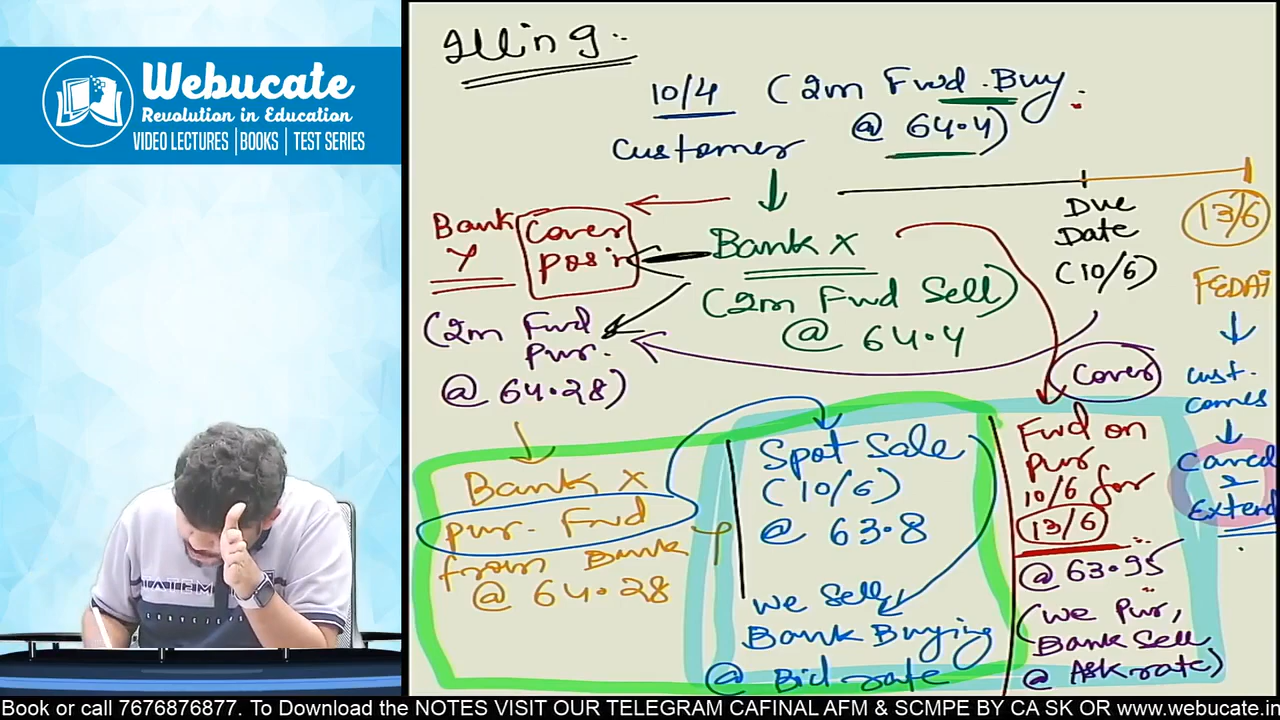 Webucate
Revolution in Education
VIDEO LECTURES | BOOKS | TEST SERIES
10/4 (2m Fwd Buy
@ 64.4)
Customer
Bank
Y
Cover
Bank X
(2m Fwd Sell)
@ 64.4
(2m Fwd
pur.
@ 64.28)
Due
Date
(10/6)
13/6
FEDAI
cust.
comes
Cancel
Extend
Cover
Bank X
pur. Fwd
from Bank Y
@ 64.28
Spot Sale
(10/6)
@ 63.8
we Sell,
Bank Buying
@ Bid rate
Fwd on
pur
10/6 for
13/6
@ 63.95
(we pur,
Bank Sell
@ Ask rate)
TATEM
Book or call 7676876877. To Download the NOTES VISIT OUR TELEGRAM CAFINAL AFM & SCMPE BY CA SK OR www.webucate.in